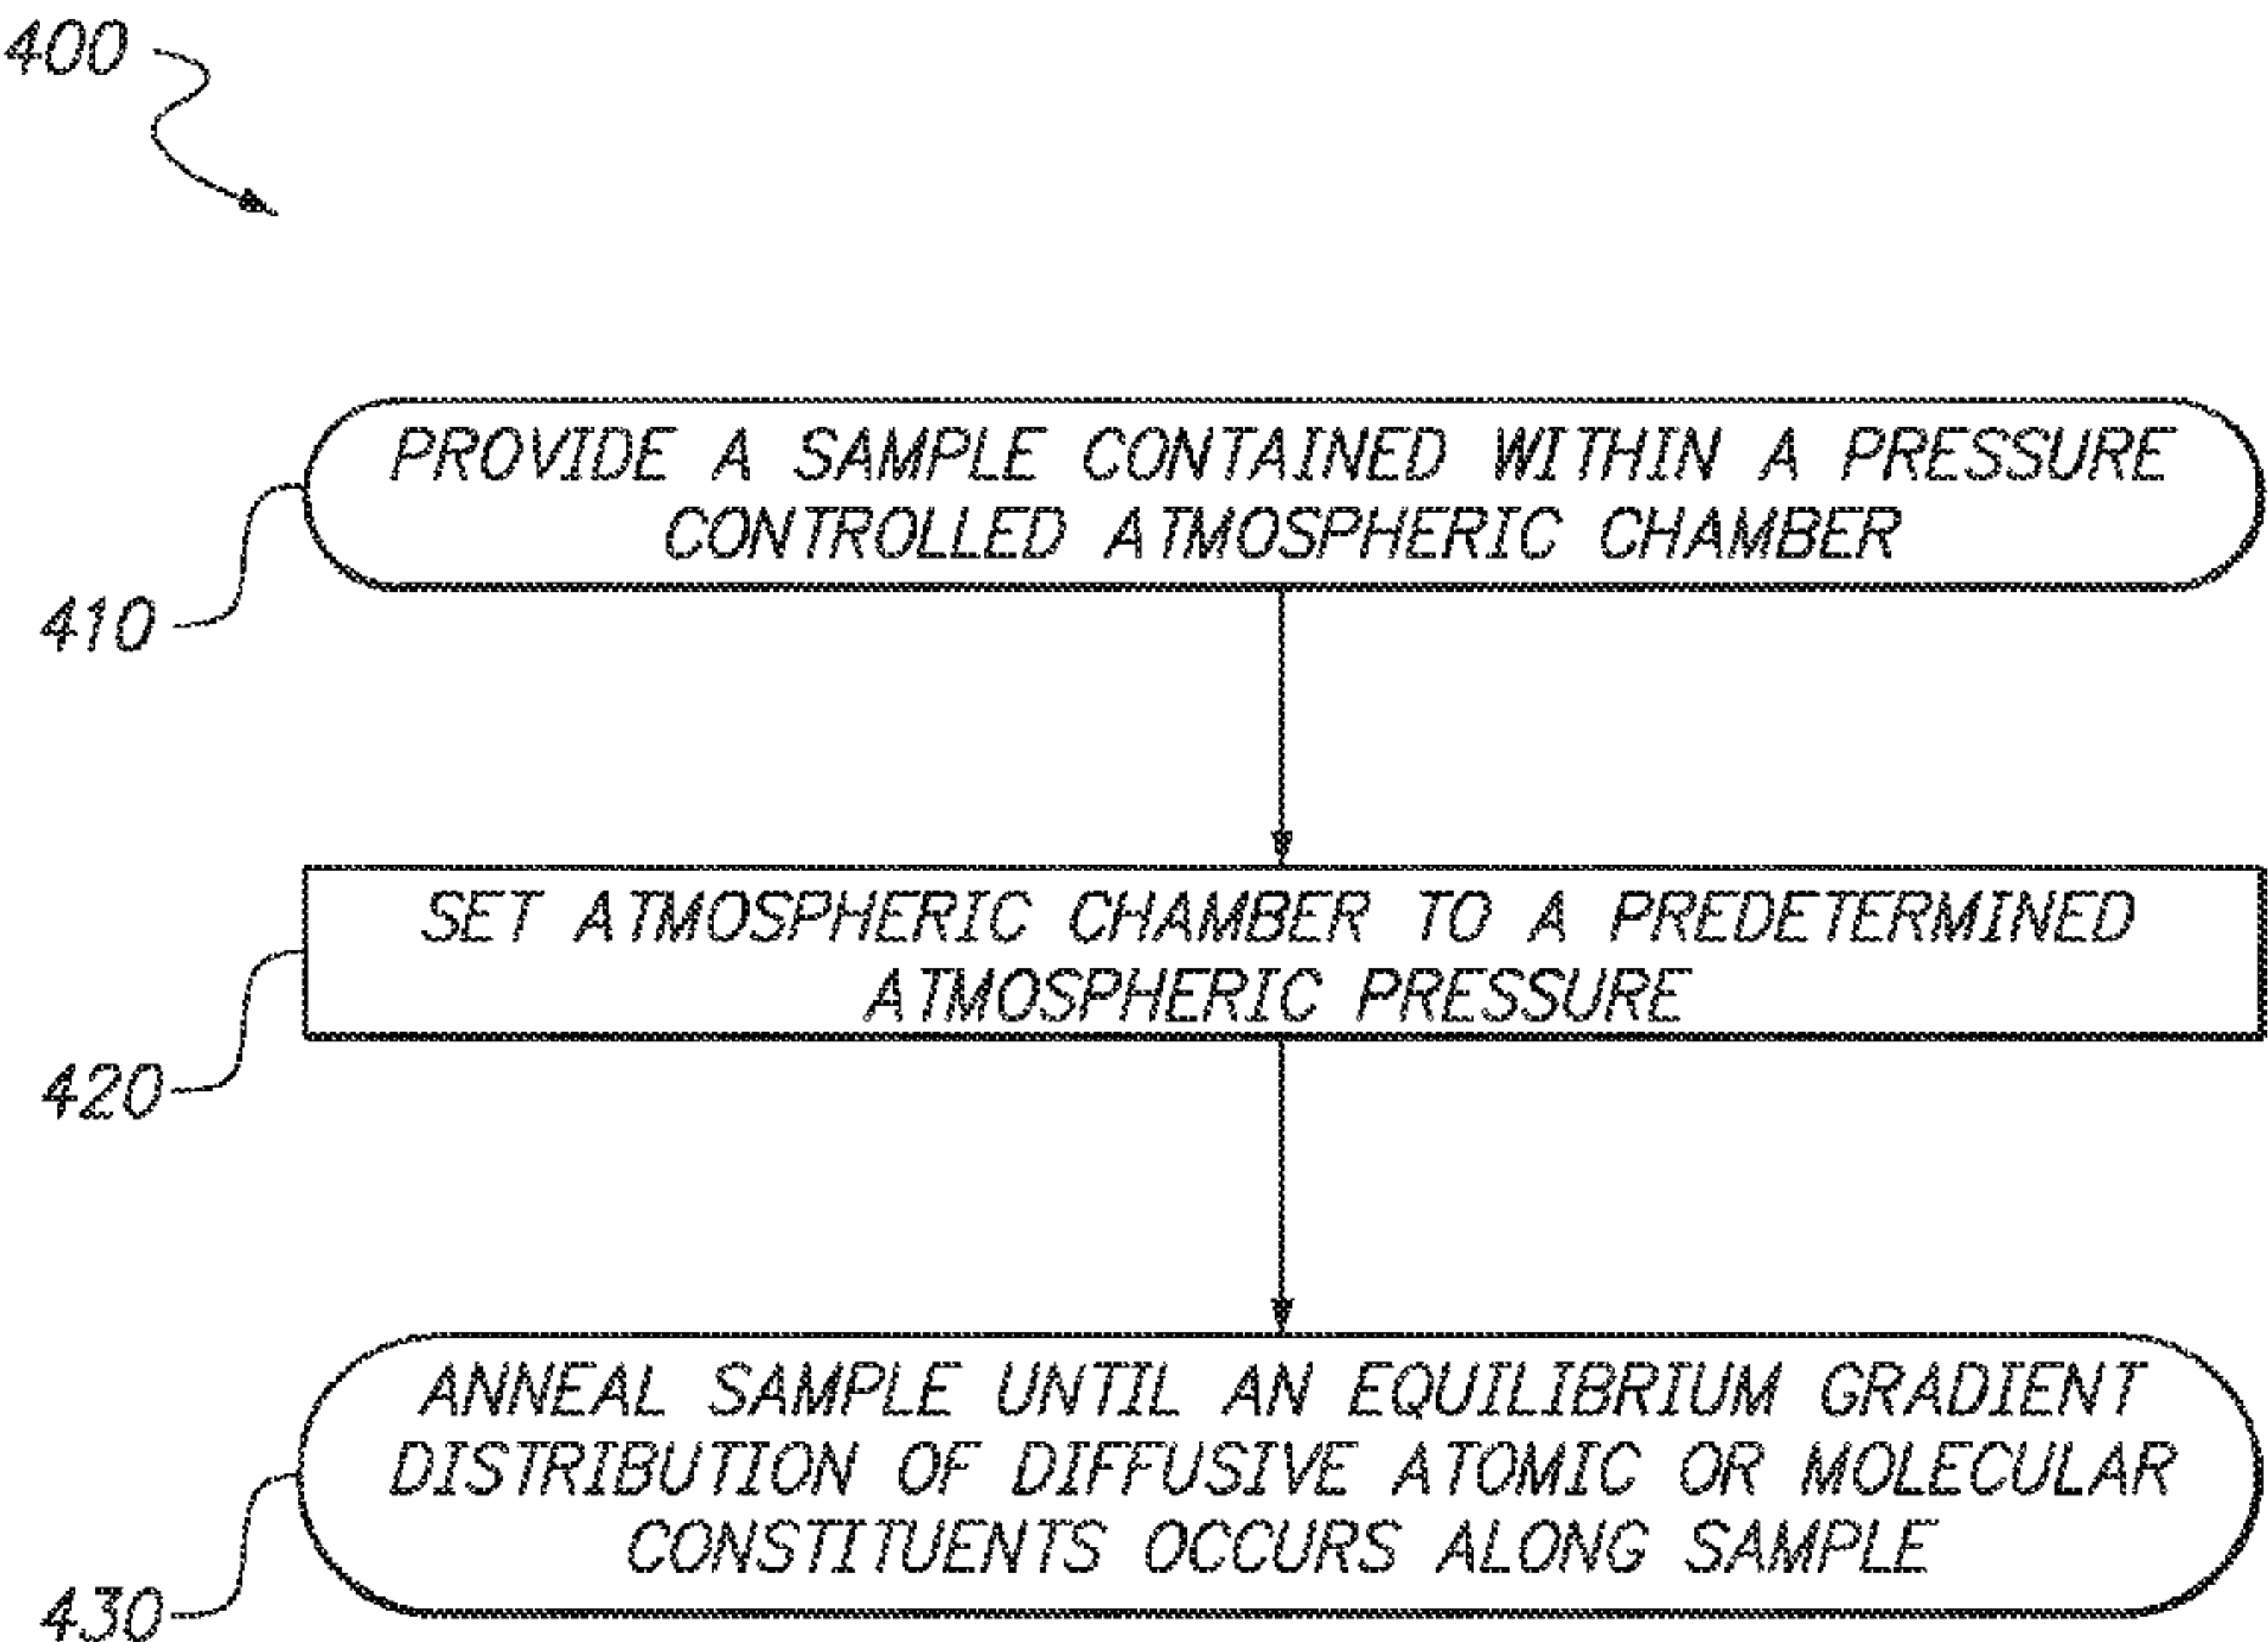 400
PROVIDE A SAMPLE CONTAINED WITHIN A PRESSURE
CONTROLLED ATMOSPHERIC CHAMBER
410
SET ATMOSPHERIC CHAMBER TO A PREDETERMINED
ATMOSPHERIC PRESSURE
420
ANNEAL SAMPLE UNTIL AN EQUILIBRIUM GRADIENT
DISTRIBUTION OF DIFFUSIVE ATOMIC OR MOLECULAR
CONSTITUENTS OCCURS ALONG SAMPLE
430